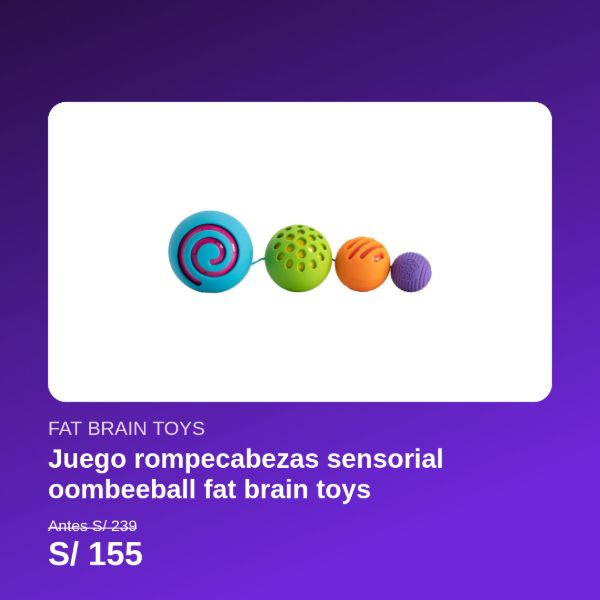 FAT BRAIN TOYS
Juego rompecabezas sensorial
oombeeball fat brain toys
Antes S/ 239
S/ 155